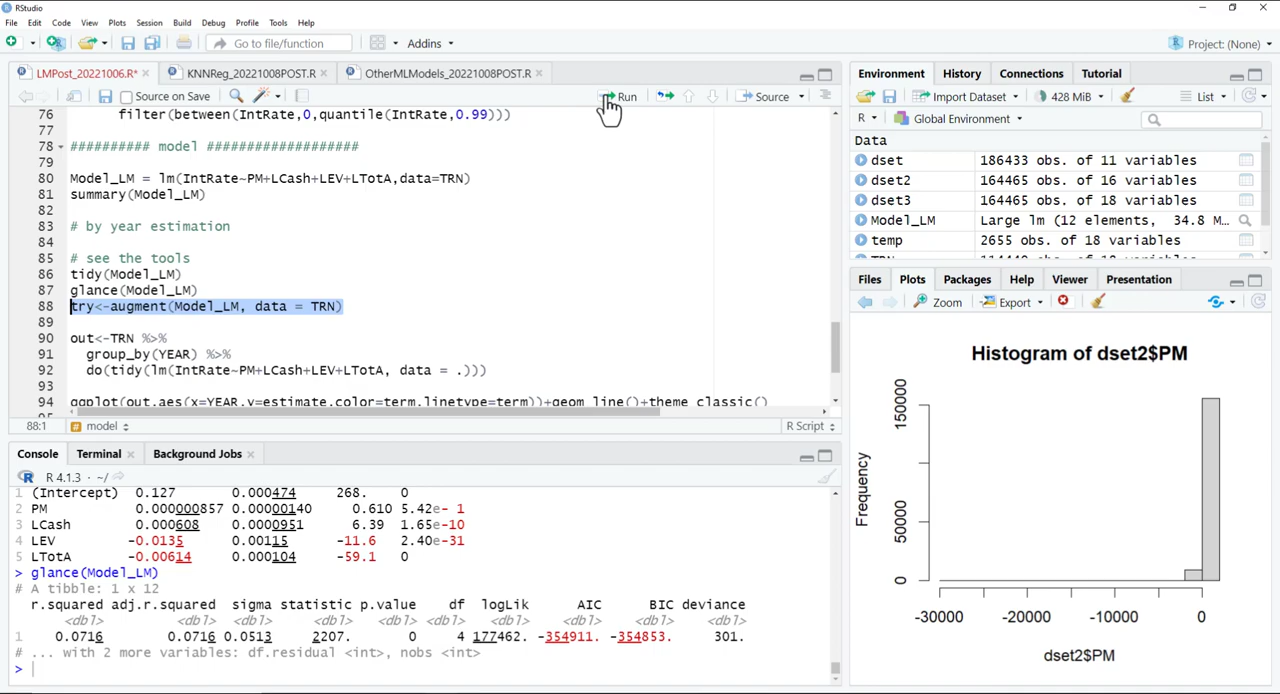 RStudio
File Edit Code View Plots Session Build Debug Profile Tools Help
Go to file/function Addins Project: (None)
LMPost_20221006.R* KNNReg_20221008POST.R OtherMLModels_20221008POST.R
Source on Save Run Source
76 filter(between(IntRate,0,quantile(IntRate,0.99)))
77
78 ########## model ###################
79
80 Model_LM = lm(IntRate~PM+LCash+LEV+LTotA,data=TRN)
81 summary(Model_LM)
82
83 # by year estimation
84
85 # see the tools
86 tidy(Model_LM)
87 glance(Model_LM)
88 try<-augment(Model_LM, data = TRN)
89
90 out<-TRN %>%
91 group_by(YEAR) %>%
92 do(tidy(lm(IntRate~PM+LCash+LEV+LTotA, data = .)))
93
94 ggplot(out,aes(x=YEAR,y=estimate,color=term,linetype=term))+geom_line()+theme_classic()
88:1 model R Script
Console Terminal Background Jobs
R 4.1.3 · ~/
1 (Intercept) 0.127 0.000474 268. 0
2 PM 0.000000857 0.00000140 0.610 5.42e- 1
3 LCash 0.000608 0.0000951 6.39 1.65e-10
4 LEV -0.0135 0.00115 -11.6 2.40e-31
5 LTotA -0.00614 0.000104 -59.1 0
> glance(Model_LM)
# A tibble: 1 x 12
r.squared adj.r.squared sigma statistic p.value df logLik AIC BIC deviance
<dbl> <dbl> <dbl> <dbl> <dbl> <dbl> <dbl> <dbl> <dbl> <dbl>
1 0.0716 0.0716 0.0513 2207. 0 4 177462. -354911. -354853. 301.
# ... with 2 more variables: df.residual <int>, nobs <int>
>
Environment History Connections Tutorial
Import Dataset 428 MiB List
R Global Environment
Data
dset 186433 obs. of 11 variables
dset2 164465 obs. of 16 variables
dset3 164465 obs. of 18 variables
Model_LM Large lm (12 elements, 34.8 M...
temp 2655 obs. of 18 variables
Files Plots Packages Help Viewer Presentation
Zoom Export
Histogram of dset2$PM
Frequency
150000
50000
0
-30000 -20000 -10000 0
dset2$PM